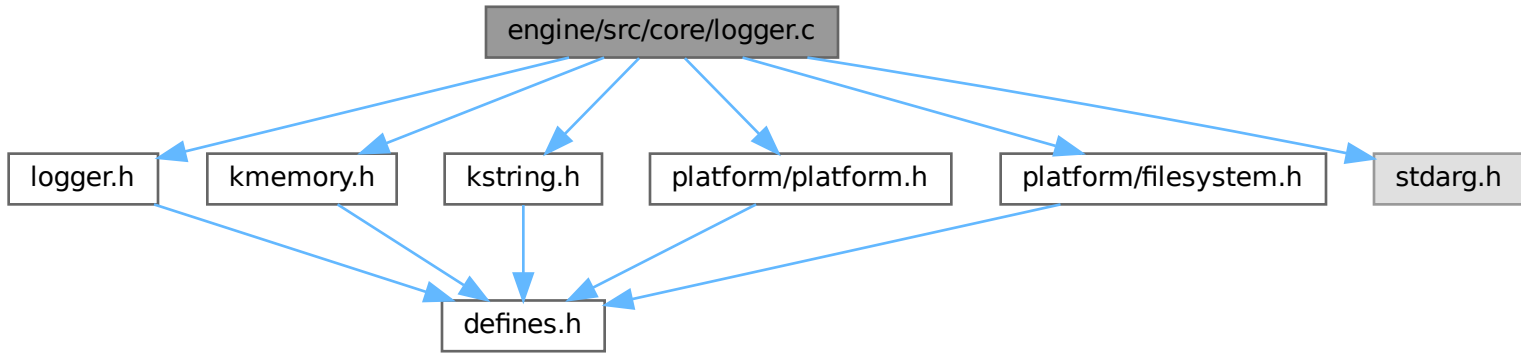 engine/src/core/logger.c
logger.h
kmemory.h
kstring.h
platform/platform.h
platform/filesystem.h
stdarg.h
defines.h